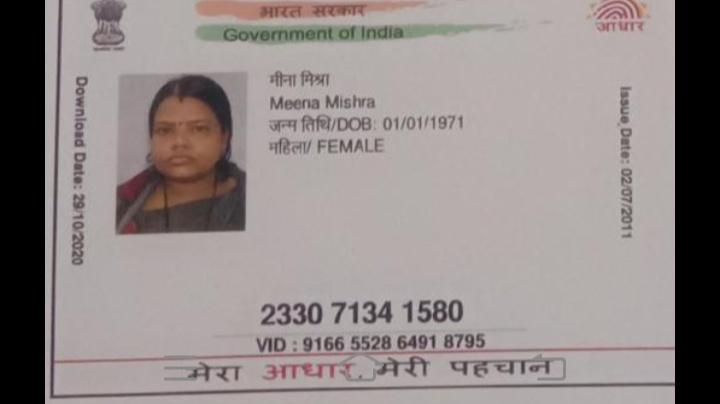 भारत सरकार
Government of India
आधार
Download Date: 29/10/2020
मीना मिश्रा
Meena Mishra
जन्म तिथि/DOB: 01/01/1971
महिला/ FEMALE
Issue Date: 02/07/2011
2330 7134 1580
VID : 9166 5528 6491 8795
मेरा आधार, मेरी पहचान